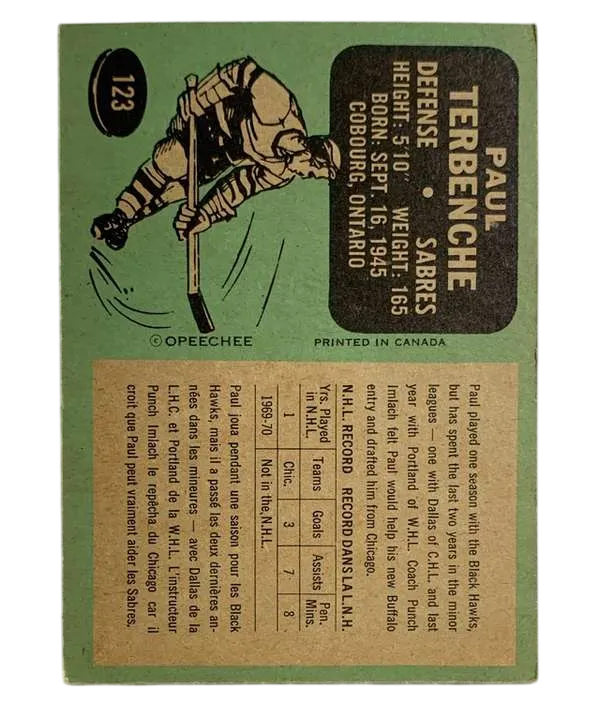 PAUL
TERBENCHE
DEFENSE • SABRES
HEIGHT: 5'10" WEIGHT: 165
BORN: SEPT. 16, 1945
COBOURG, ONTARIO
123
© OPEECHEE
PRINTED IN CANADA
Paul played one season with the Black Hawks,
but has spent the last two years in the minor
leagues — one with Dallas of C.H.L. and last
year with Portland of W.H.L. Coach Punch
Imlach felt Paul would help his new Buffalo
entry and drafted him from Chicago.
N.H.L. RECORD RECORD DANS LA L.N.H.
Yrs. Played in N.H.L. Teams Goals Assists Pen. Mins.
1 Chic. 3 7 8
1969-70 Not in the N.H.L.
Paul joua pendant une saison pour les Black
Hawks, mais il a passé les deux dernières an-
nées dans les mineures — avec Dallas de la
L.H.C. et Portland de la W.H.L. L'instructeur
Punch Imlach le repêcha du Chicago car il
croit que Paul peut vraiment aider les Sabres.